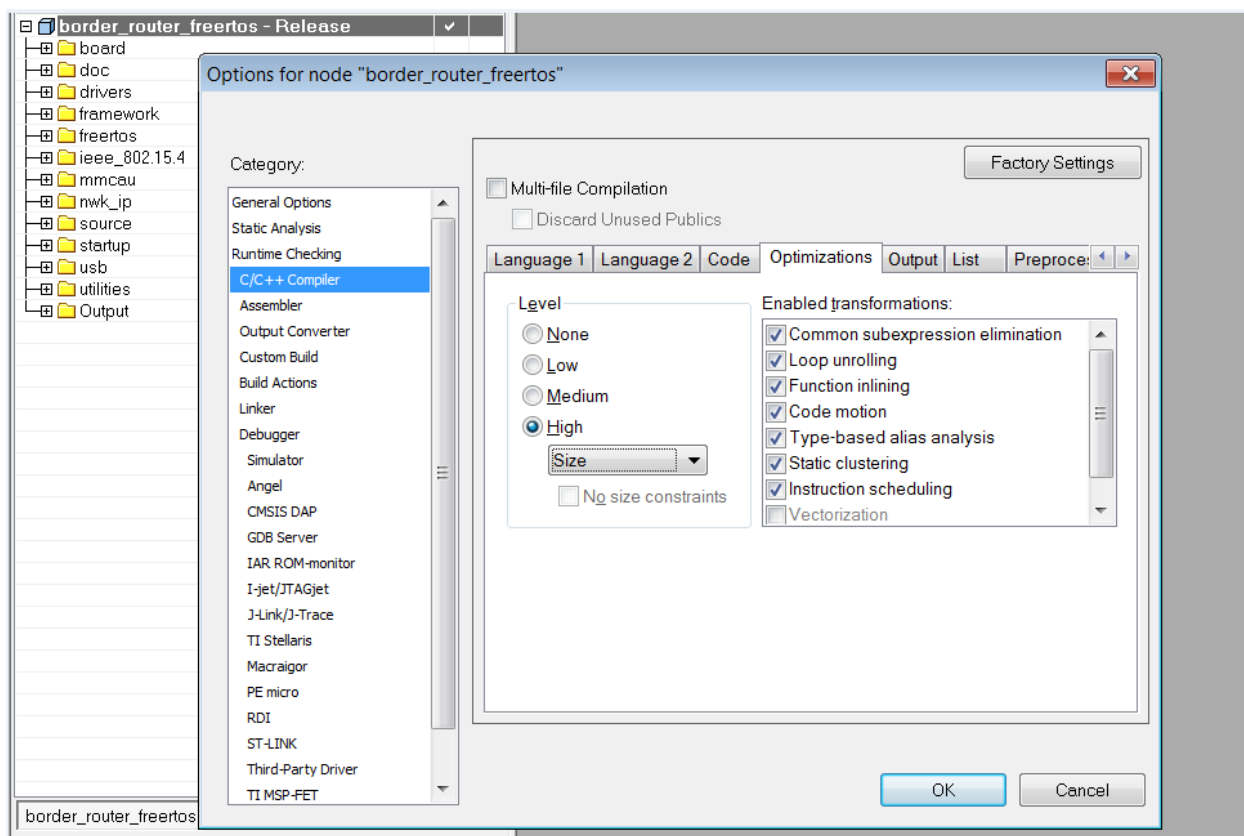 border_router_freertos - Release
board
doc
drivers
framework
freertos
ieee_802.15.4
mmcau
nwk_ip
source
startup
usb
utilities
Output
border_router_freertos
Options for node "border_router_freertos"
Category:
General Options
Static Analysis
Runtime Checking
C/C++ Compiler
Assembler
Output Converter
Custom Build
Build Actions
Linker
Debugger
Simulator
Angel
CMSIS DAP
GDB Server
IAR ROM-monitor
I-jet/JTAGjet
J-Link/J-Trace
TI Stellaris
Macraigor
PE micro
RDI
ST-LINK
Third-Party Driver
TI MSP-FET
Factory Settings
Multi-file Compilation
Discard Unused Publics
Language 1 Language 2 Code Optimizations Output List Preproces
Level
None
Low
Medium
High
Size
No size constraints
Enabled transformations:
Common subexpression elimination
Loop unrolling
Function inlining
Code motion
Type-based alias analysis
Static clustering
Instruction scheduling
Vectorization
OK Cancel